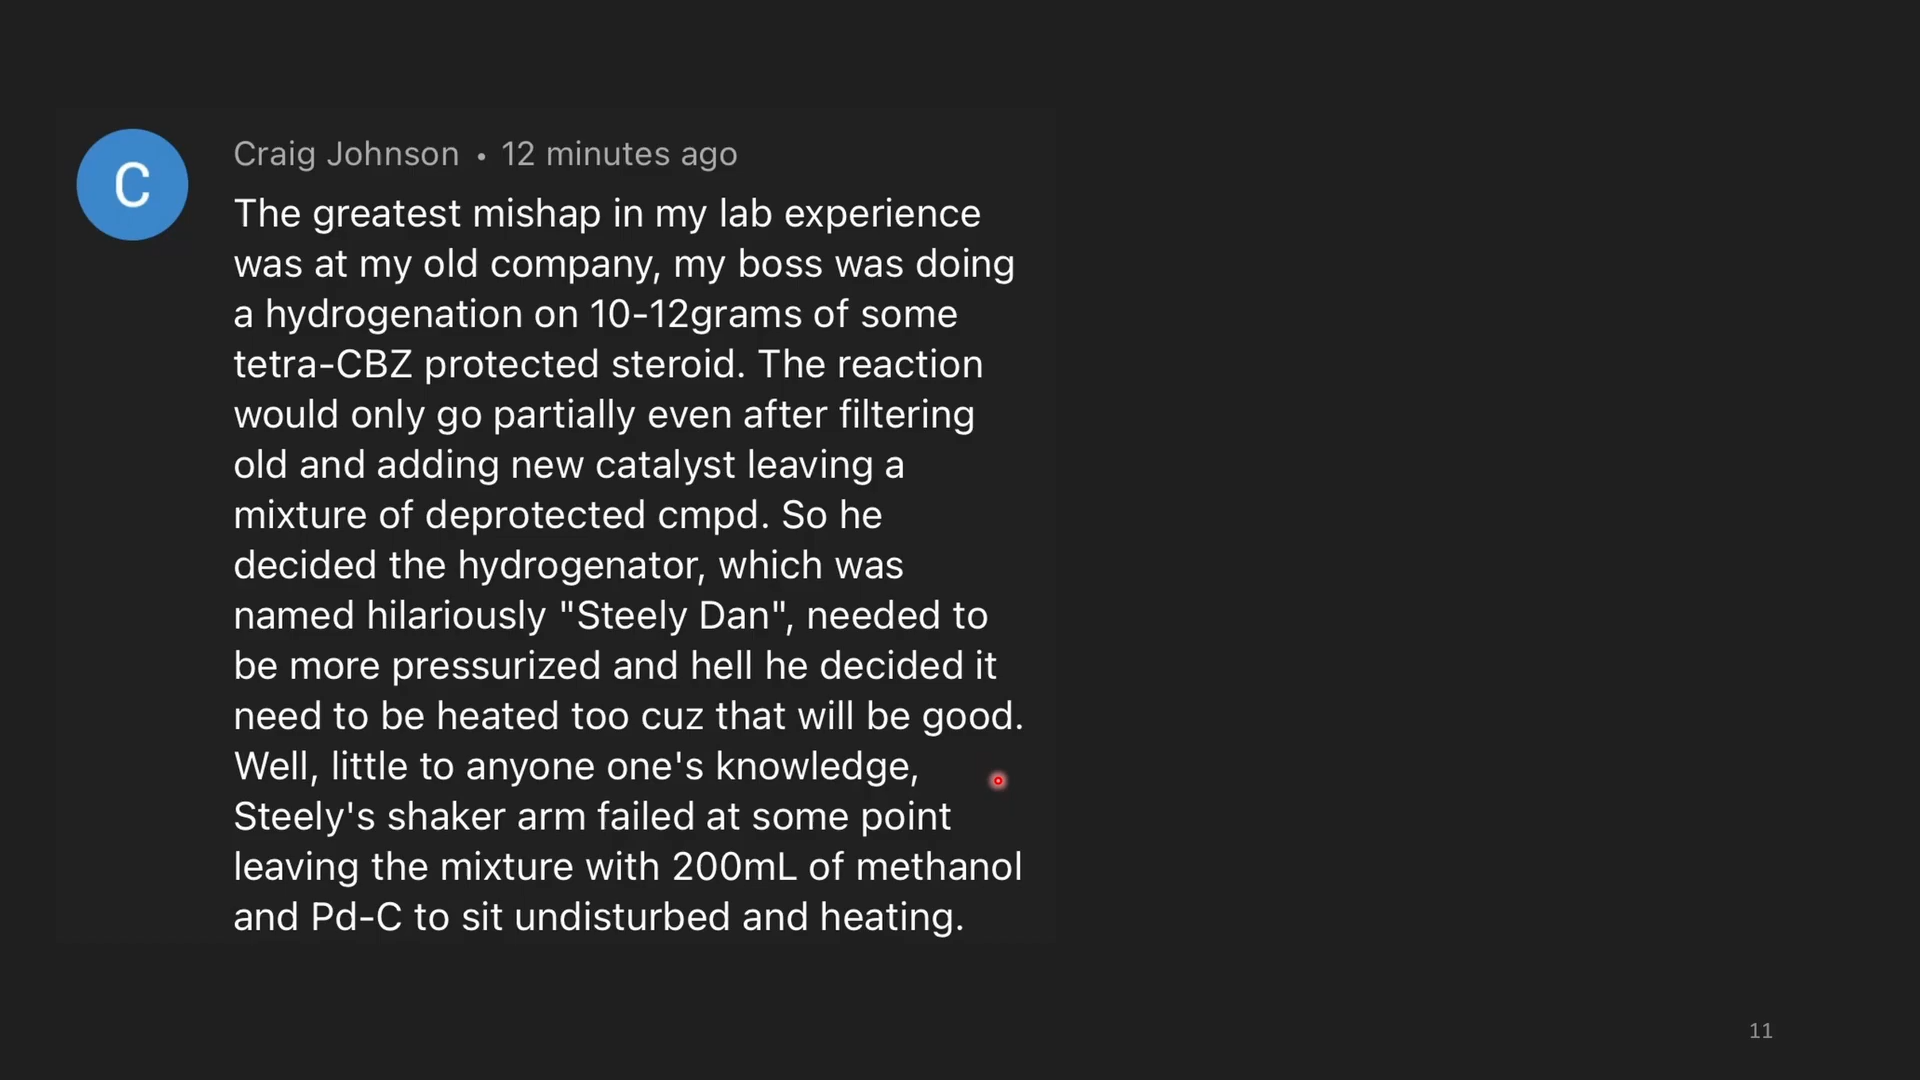 C
Craig Johnson • 12 minutes ago
The greatest mishap in my lab experience
was at my old company, my boss was doing
a hydrogenation on 10-12grams of some
tetra-CBZ protected steroid. The reaction
would only go partially even after filtering
old and adding new catalyst leaving a
mixture of deprotected cmpd. So he
decided the hydrogenator, which was
named hilariously "Steely Dan", needed to
be more pressurized and hell he decided it
need to be heated too cuz that will be good.
Well, little to anyone one's knowledge,
Steely's shaker arm failed at some point
leaving the mixture with 200mL of methanol
and Pd-C to sit undisturbed and heating.
11